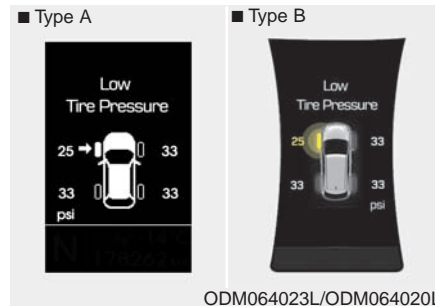 ■ Type A
Low
Tire Pressure
25 33
33 33
psi
■ Type B
Low
Tire Pressure
25 33
33 33
psi
ODM064023L/ODM064020L